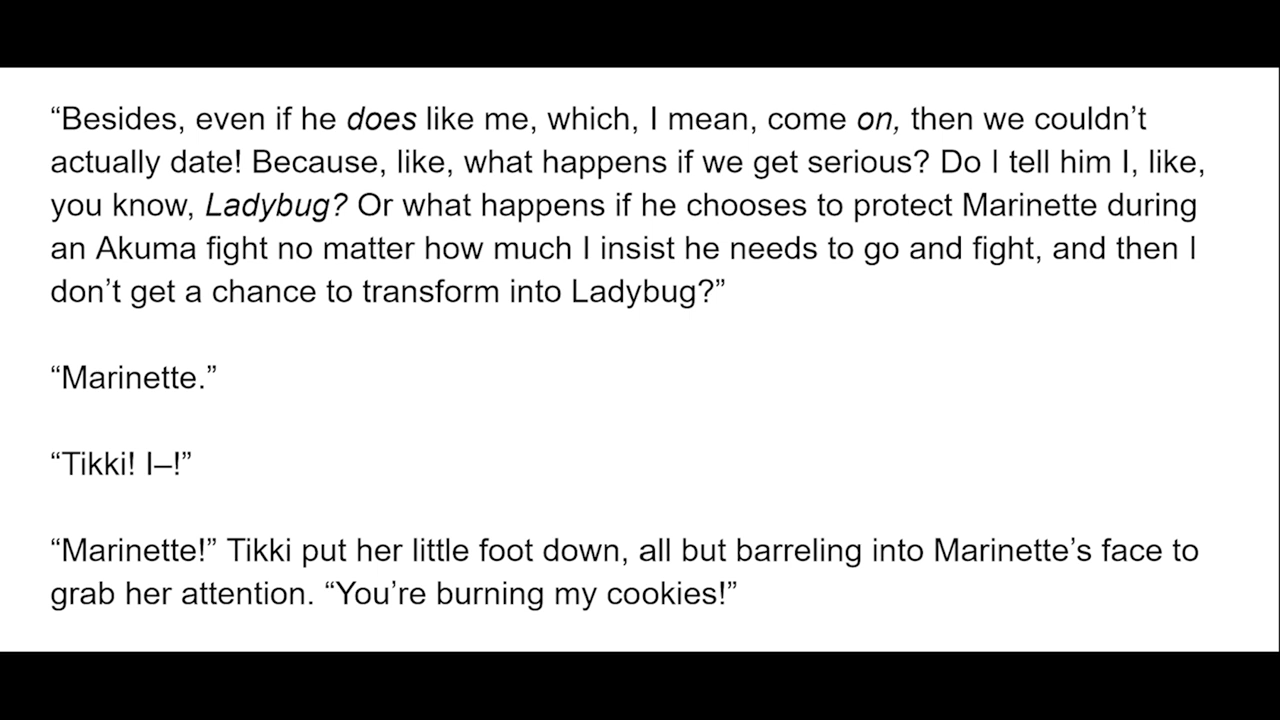 “Besides, even if he does like me, which, I mean, come on, then we couldn’t
actually date! Because, like, what happens if we get serious? Do I tell him I, like,
you know, Ladybug? Or what happens if he chooses to protect Marinette during
an Akuma fight no matter how much I insist he needs to go and fight, and then I
don’t get a chance to transform into Ladybug?”
“Marinette.”
“Tikki! I–!”
“Marinette!” Tikki put her little foot down, all but barreling into Marinette’s face to
grab her attention. “You’re burning my cookies!”